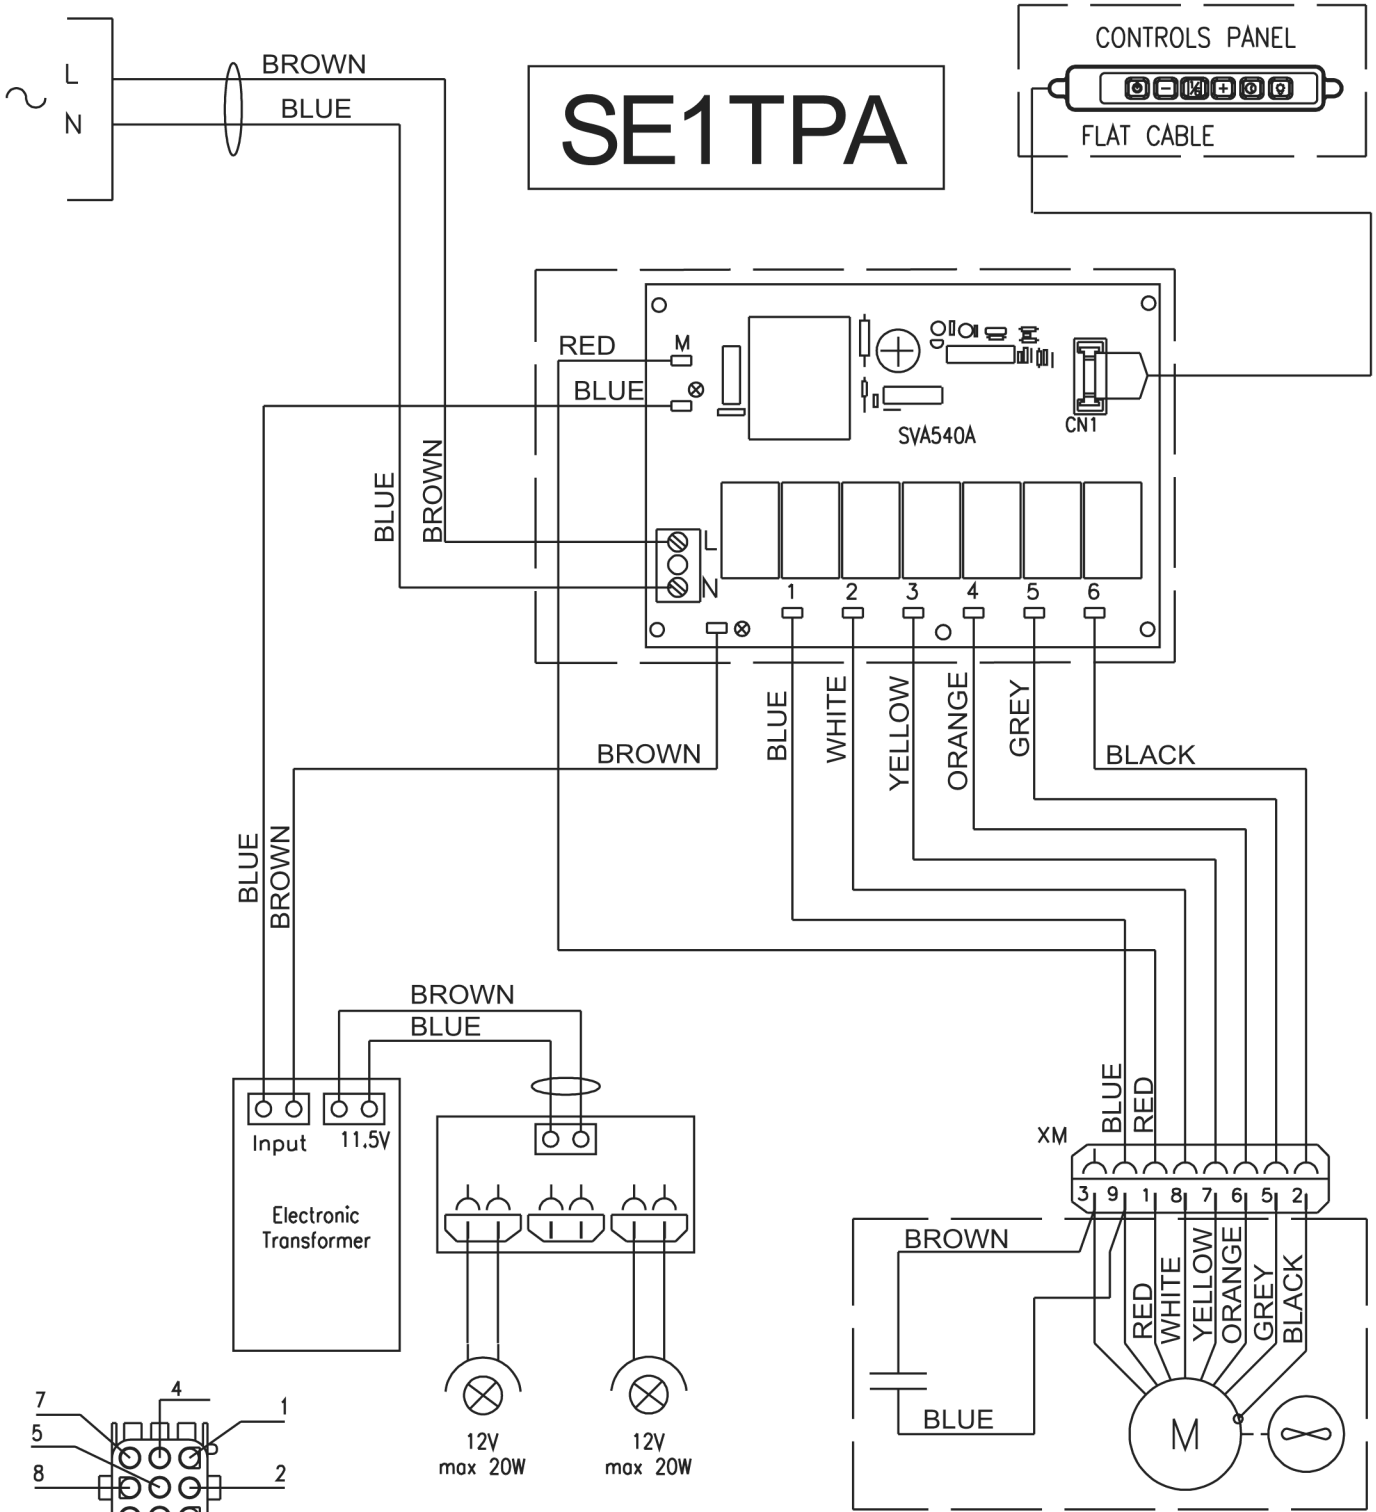 CONTROLS PANEL
L
BROWN
BLUE
N
SE1TPA
FLAT CABLE
RED
M
BLUE
CN1
SVA540A
BLUE
BROWN
L
N
1 2 3 4 5 6
BLUE
WHITE
YELLOW
ORANGE
GREY
BLACK
BROWN
BLUE
BROWN
BROWN
BLUE
BLUE
RED
XM
Input
11.5V
3 9 1 8 7 6 5 2
Electronic
Transformer
BROWN
RED
WHITE
YELLOW
ORANGE
GREY
BLACK
BLUE
M
12V
max 20W
12V
max 20W
7
4
1
5
8
2